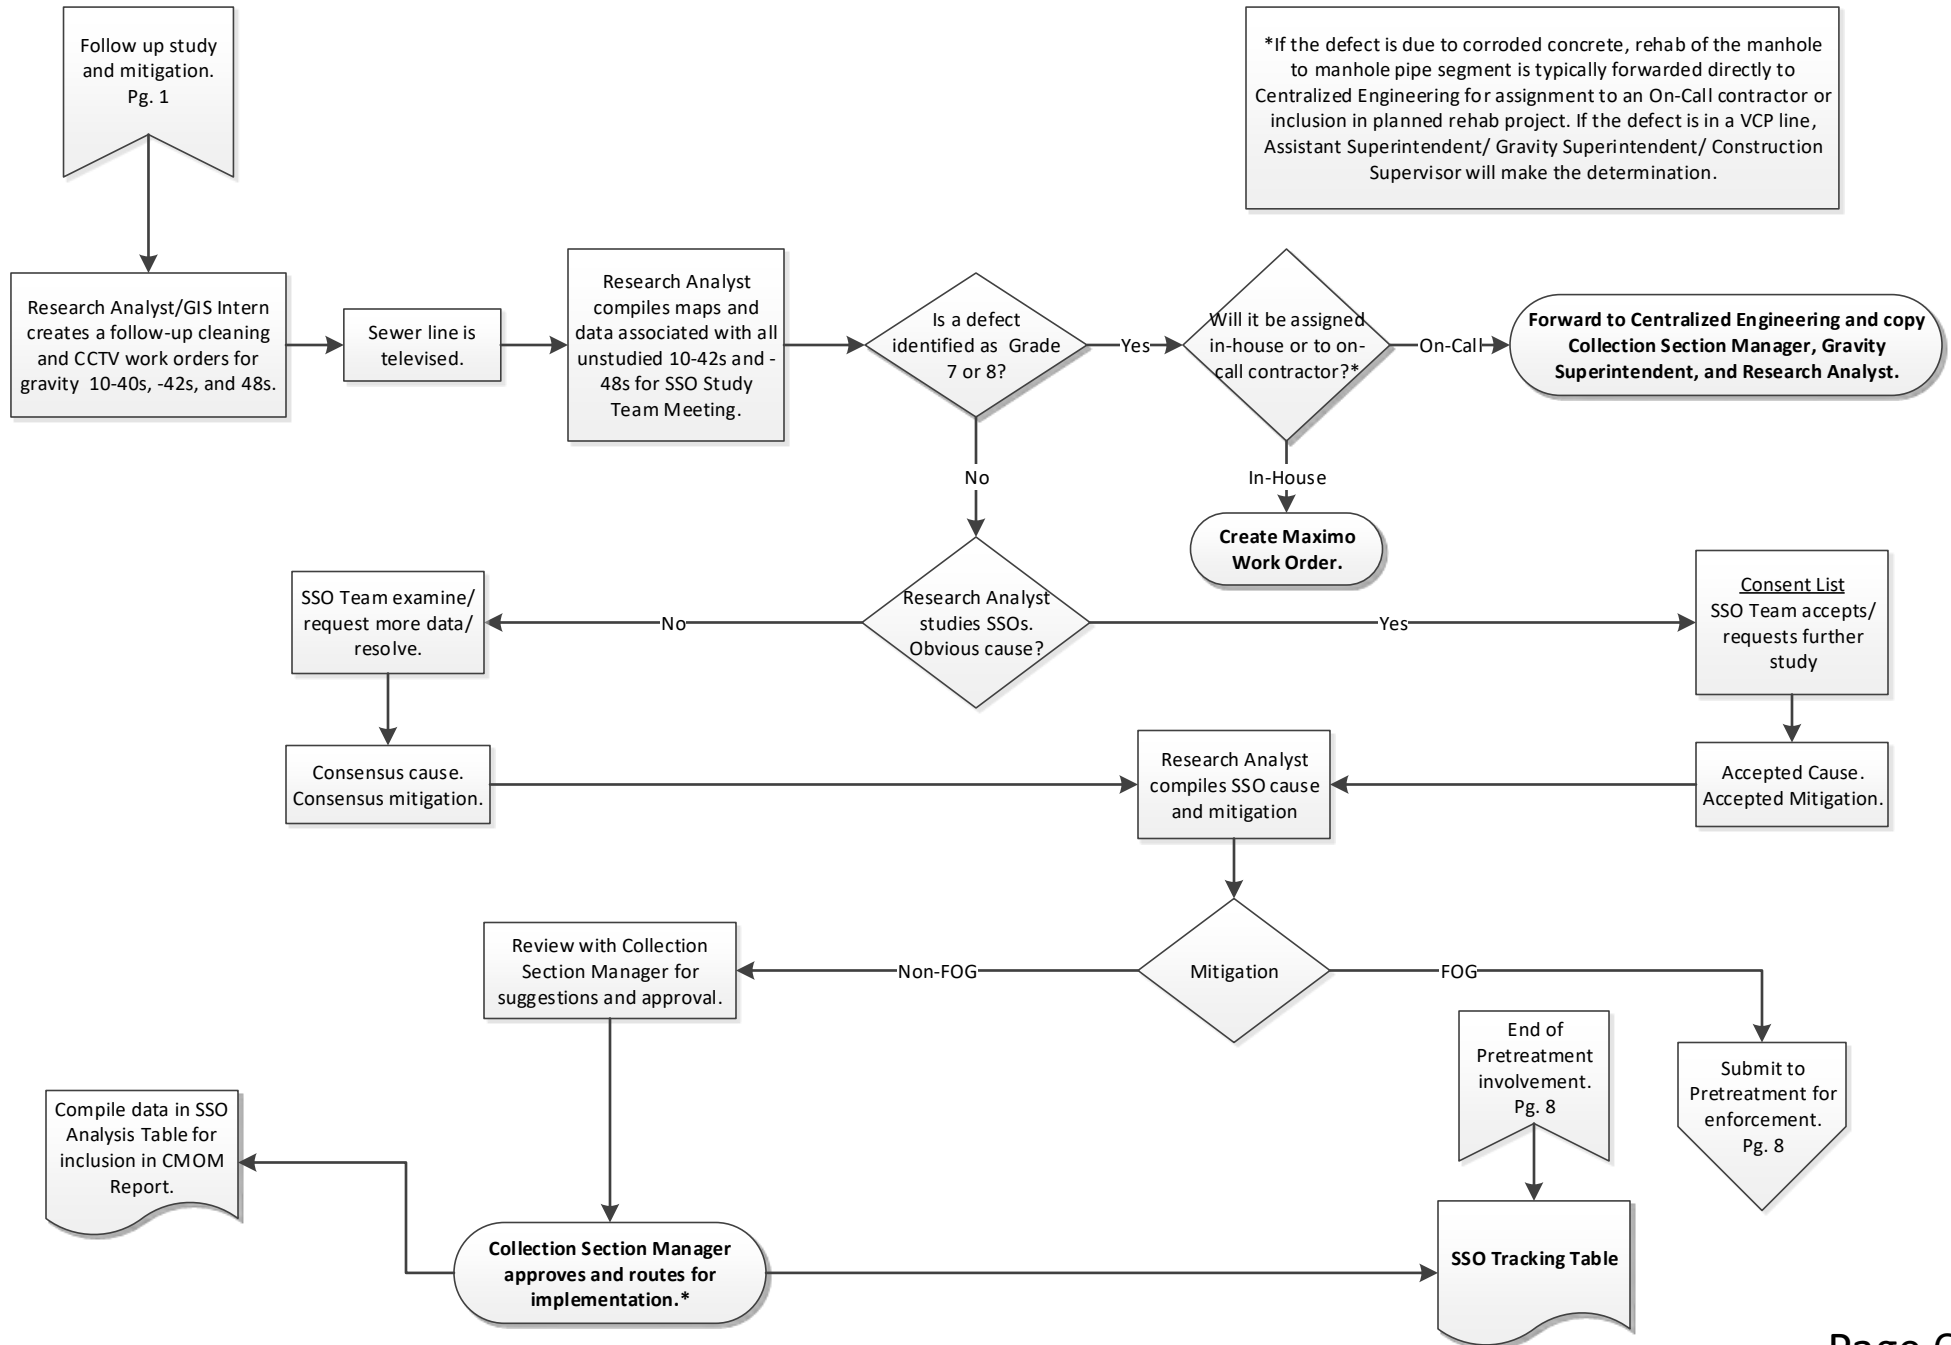 Follow up study
and mitigation.
Pg. 1
*If the defect is due to corroded concrete, rehab of the manhole
to manhole pipe segment is typically forwarded directly to
Centralized Engineering for assignment to an On-Call contractor or
inclusion in planned rehab project. If the defect is in a VCP line,
Assistant Superintendent/ Gravity Superintendent/ Construction
Supervisor will make the determination.
Research Analyst/GIS Intern
creates a follow-up cleaning
and CCTV work orders for
gravity 10-40s, -42s, and 48s.
Sewer line is
televised.
Research Analyst
compiles maps and
data associated with all
unstudied 10-42s and -
48s for SSO Study
Team Meeting.
Is a defect
identified as Grade
7 or 8?
Yes
Will it be assigned
in-house or to on-
call contractor?*
On-Call
Forward to Centralized Engineering and copy
Collection Section Manager, Gravity
Superintendent, and Research Analyst.
No
In-House
Create Maximo
Work Order.
SSO Team examine/
request more data/
resolve.
No
Research Analyst
studies SSOs.
Obvious cause?
Yes
Consent List
SSO Team accepts/
requests further
study
Consensus cause.
Consensus mitigation.
Research Analyst
compiles SSO cause
and mitigation
Accepted Cause.
Accepted Mitigation.
Review with Collection
Section Manager for
suggestions and approval.
Non-FOG
Mitigation
FOG
End of
Pretreatment
involvement.
Pg. 8
Submit to
Pretreatment for
enforcement.
Pg. 8
Compile data in SSO
Analysis Table for
inclusion in CMOM
Report.
Collection Section Manager
approves and routes for
implementation.*
SSO Tracking Table